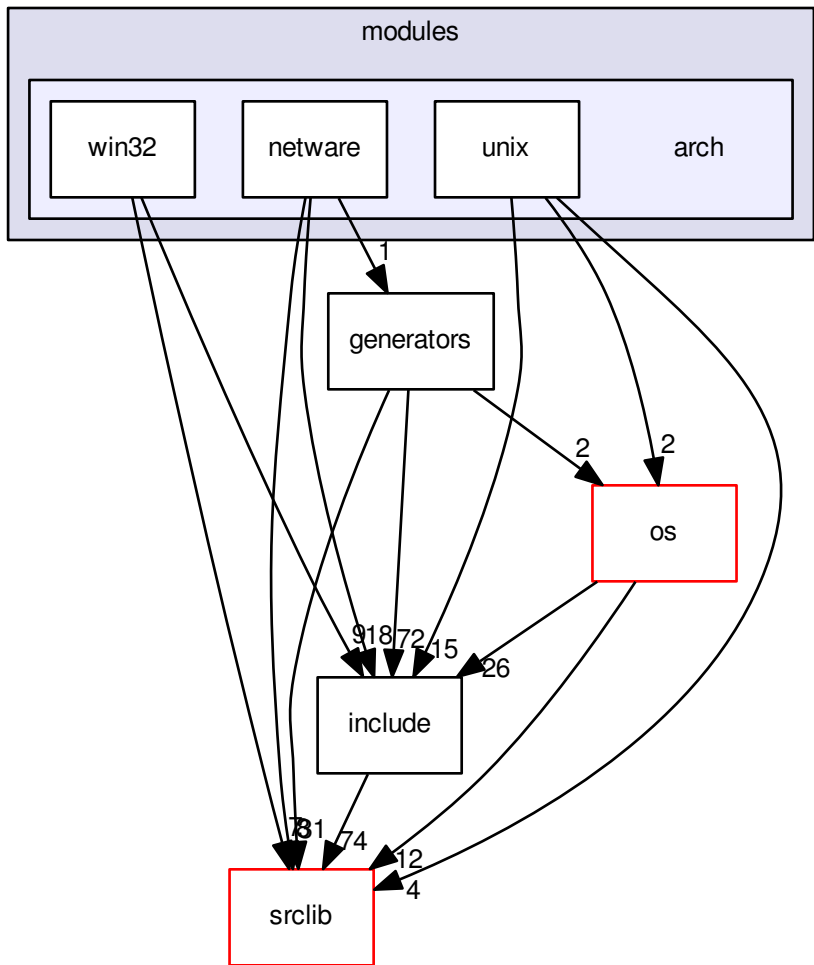 modules
win32
netware
unix
arch
1
generators
2
2
os
9
18
72
15
26
include
31
74
12
4
srclib